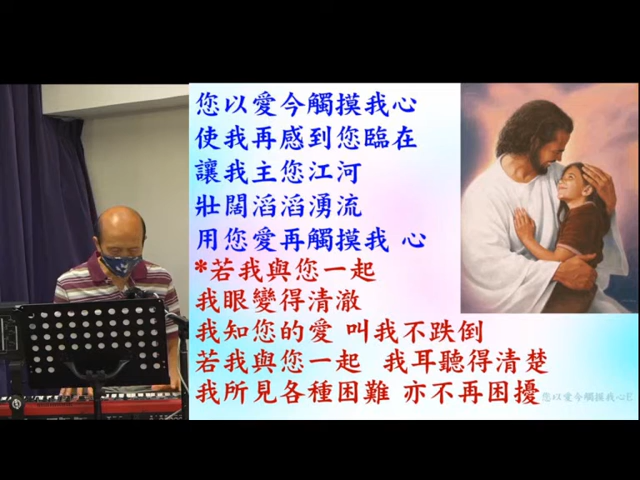 您以愛今觸摸我心
使我再感到您臨在
讓我主您江河
壯闊滔滔湧流
用您愛再觸摸我 心
*若我與您一起
我眼變得清澈
我知您的愛 叫我不跌倒
若我與您一起 我耳聽得清楚
我所見各種困難 亦不再困擾
您以愛今觸摸我心E